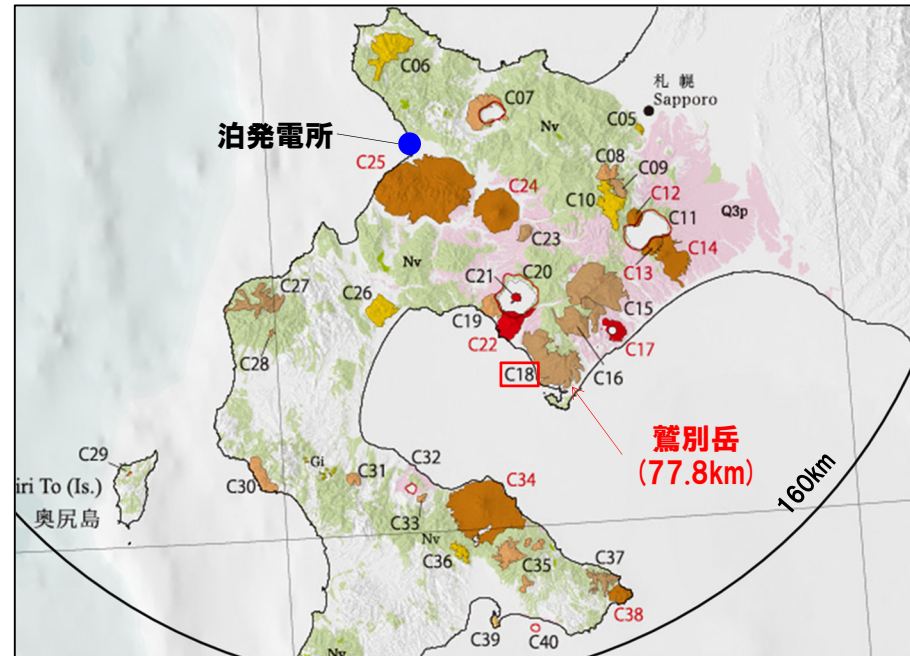 C06
C07
札幌
Sapporo
C05
Nv
泊発電所
C25
C24
C08
C09
C10
C12
C11
Q3p
C23
C13
C14
Nv
C21
C20
C27
C26
C15
C19
C22
C17
C28
C18
C16
鷲別岳
(77.8km)
160km
C29
iri To (Is.)
奥尻島
C30
Gi
C31
C32
C34
C33
Nv
C36
C35
C37
C38
C39
C40
Nv